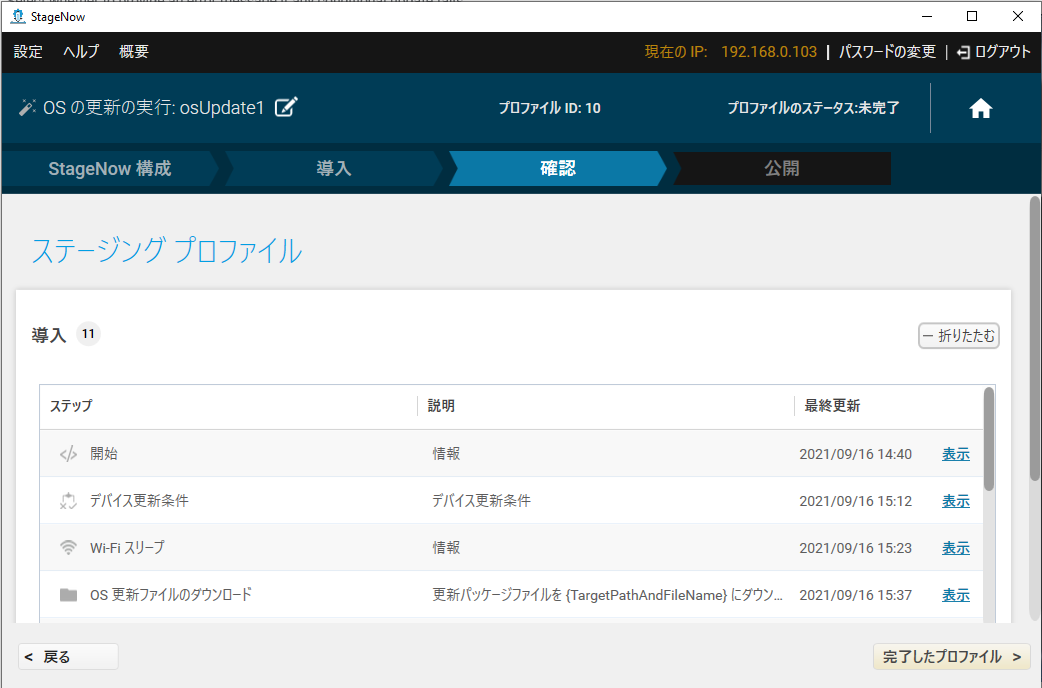 StageNow
設定 ヘルプ 概要 現在の IP: 192.168.0.103 | パスワードの変更 | ログアウト
OS の更新の実行: osUpdate1 プロファイル ID: 10 プロファイルのステータス:未完了
StageNow 構成 導入 確認 公開
ステージング プロファイル
導入 11 ー 折りたたむ
ステップ 説明 最終更新
開始 情報 2021/09/16 14:40 表示
デバイス更新条件 デバイス更新条件 2021/09/16 15:12 表示
Wi-Fi スリープ 情報 2021/09/16 15:23 表示
OS 更新ファイルのダウンロード 更新パッケージファイルを {TargetPathAndFileName} にダウン... 2021/09/16 15:37 表示
< 戻る 完了したプロファイル >